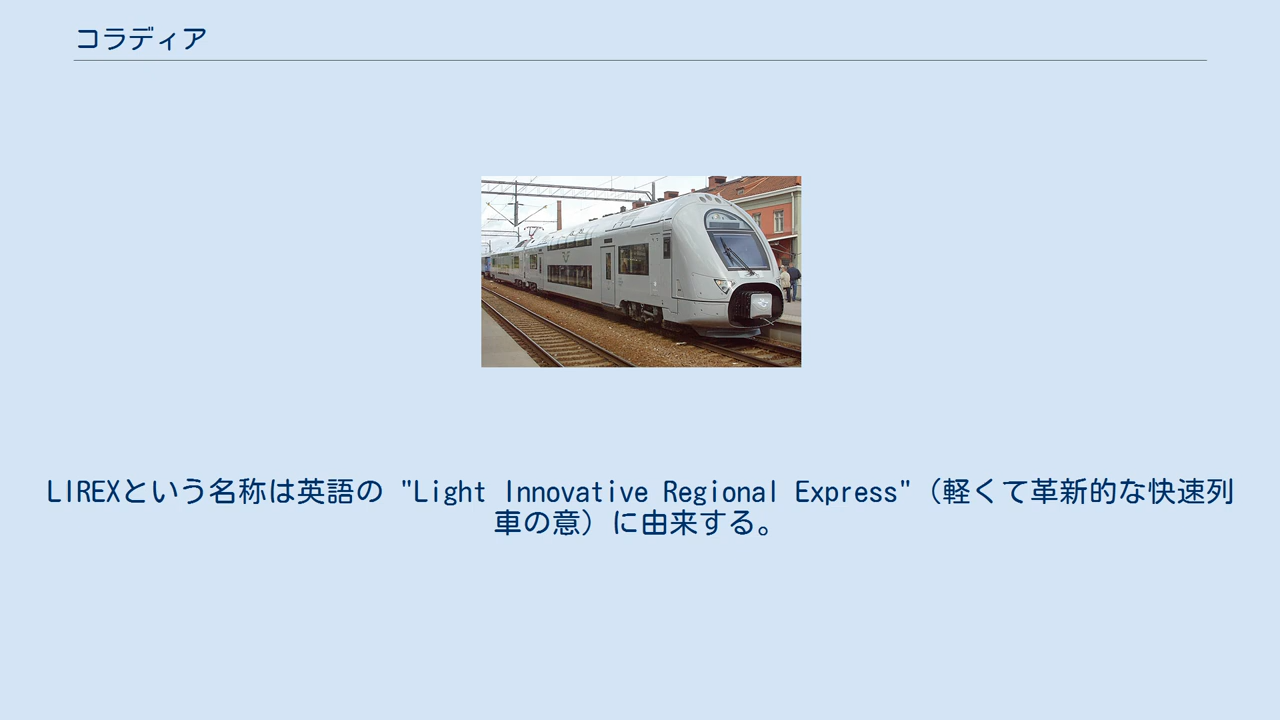 コラディア
LIREXという名称は英語の "Light Innovative Regional Express"（軽くて革新的な快速列
車の意）に由来する。